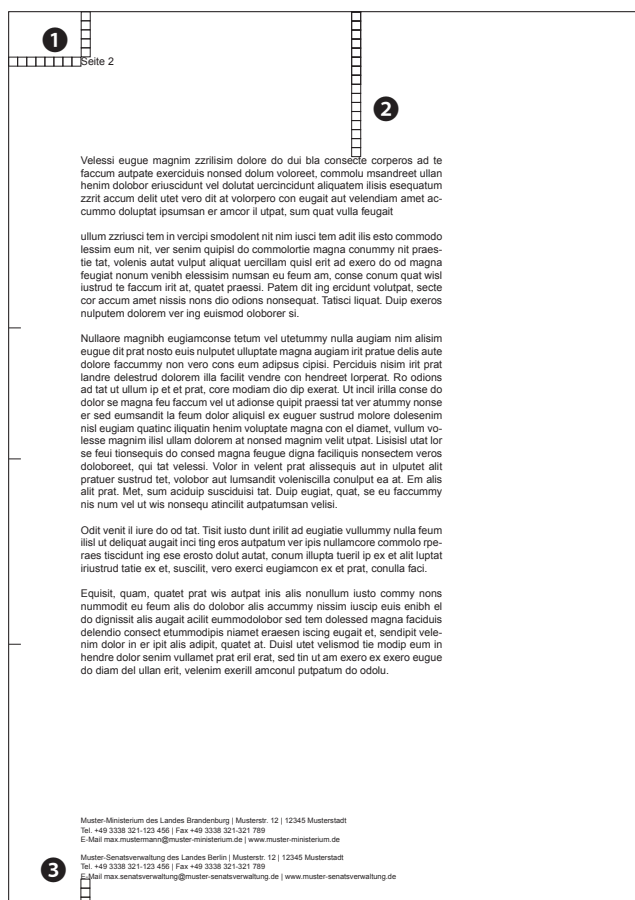 1
Seite 2
2
Velessi eugue magnim zzrilisim dolore do dui bla consecte corperos ad te
faccum autpate exerciduis nonsed dolum voloreet, commolu msandreet ullan
henim dolobor eriuscidunt vel dolutat uercincidunt aliquatem ilisis esequatum
zzrit accum delit utet vero dit at volorpero con eugait aut velendiam amet ac-
cummo doluptat ipsumsan er amcor il utpat, sum quat vulla feugait
ullum zzriusci tem in vercipi smodolent nit nim iusci tem adit ilis esto commodo
lessim eum nit, ver senim quipisl do commolortie magna conummy nit praes-
tie tat, volenis autat vulput aliquat uercillam quisl erit ad exero do od magna
feugiat nonum venibh elessisim numsan eu feum am, conse conum quat wisl
iustrud te faccum irit at, quatet praessi. Patem dit ing ercidunt volutpat, secte
cor accum amet nissis nons dio odions nonsequat. Tatisci liquat. Duip exeros
nulputem dolorem ver ing euismod oloborer si.
Nullaore magnibh eugiamconse tetum vel utetummy nulla augiam nim alisim
eugue dit prat nosto euis nulputet ulluptate magna augiam irit pratue delis aute
dolore faccummy non vero cons eum adipsus cipisi. Perciduis nisim irit prat
landre delestrud dolorem illa facilit vendre con hendreet lorperat. Ro odions
ad tat ut ullum ip et et prat, core modiam dio dip exerat. Ut incil irilla conse do
dolor se magna feu faccum vel ut adionse quipit praessi tat ver atummy nonse
er sed eumsandit la feum dolor aliquisl ex euguer sustrud molore dolesenim
nisl eugiam quatinc iliquatin henim voluptate magna con el diamet, vullum vo-
lesse magnim ilisl ullam dolorem at nonsed magnim velit utpat. Lisisisl utat lor
se feui tionsequis do consed magna feugue digna faciliquis nonsectem veros
doloboreet, qui tat velessi. Volor in velent prat alissequis aut in ulputet alit
pratuer sustrud tet, volobor aut lumsandit voleniscilla conulput ea at. Em alis
alit prat. Met, sum aciduip susciduisi tat. Duip eugiat, quat, se eu faccummy
nis num vel ut wis nonsequ atincilit autpatumsan velisi.
Odit venit il iure do od tat. Tisit iusto dunt irilit ad eugiatie vullummy nulla feum
ilisl ut deliquat augait inci ting eros autpatum ver ipis nullamcore commolo rpe-
raes tiscidunt ing ese erosto dolut autat, conum illupta tueril ip ex et alit luptat
iriustrud tatie ex et, suscilit, vero exerci eugiamcon ex et prat, conulla faci.
Equisit, quam, quatet prat wis autpat inis alis nonullum iusto commy nons
nummodit eu feum alis do dolobor alis accummy nissim iuscip euis enibh el
do dignissit alis augait acilit eummodolobor sed tem dolessed magna faciduis
delendio consect etummodipis niamet eraesen iscing eugait et, sendipit vele-
nim dolor in er ipit alis adipit, quatet at. Duisl utet velismod tie modip eum in
hendre dolor senim vullamet prat eril erat, sed tin ut am exero ex exero eugue
do diam del ullan erit, velenim exerill amconul putpatum do odolu.
Muster-Ministerium des Landes Brandenburg | Musterstr. 12 | 12345 Musterstadt
Tel. +49 3338 321-123 456 | Fax +49 3338 321-321 789
E-Mail max.mustermann@muster-ministerium.de | www.muster-ministerium.de
Muster-Senatsverwaltung des Landes Berlin | Musterstr. 12 | 12345 Musterstadt
Tel. +49 3338 321-123 456 | Fax +49 3338 321-321 789
3
E-Mail max.senatsverwaltung@muster-senatsverwaltung.de | www.muster-senatsverwaltung.de